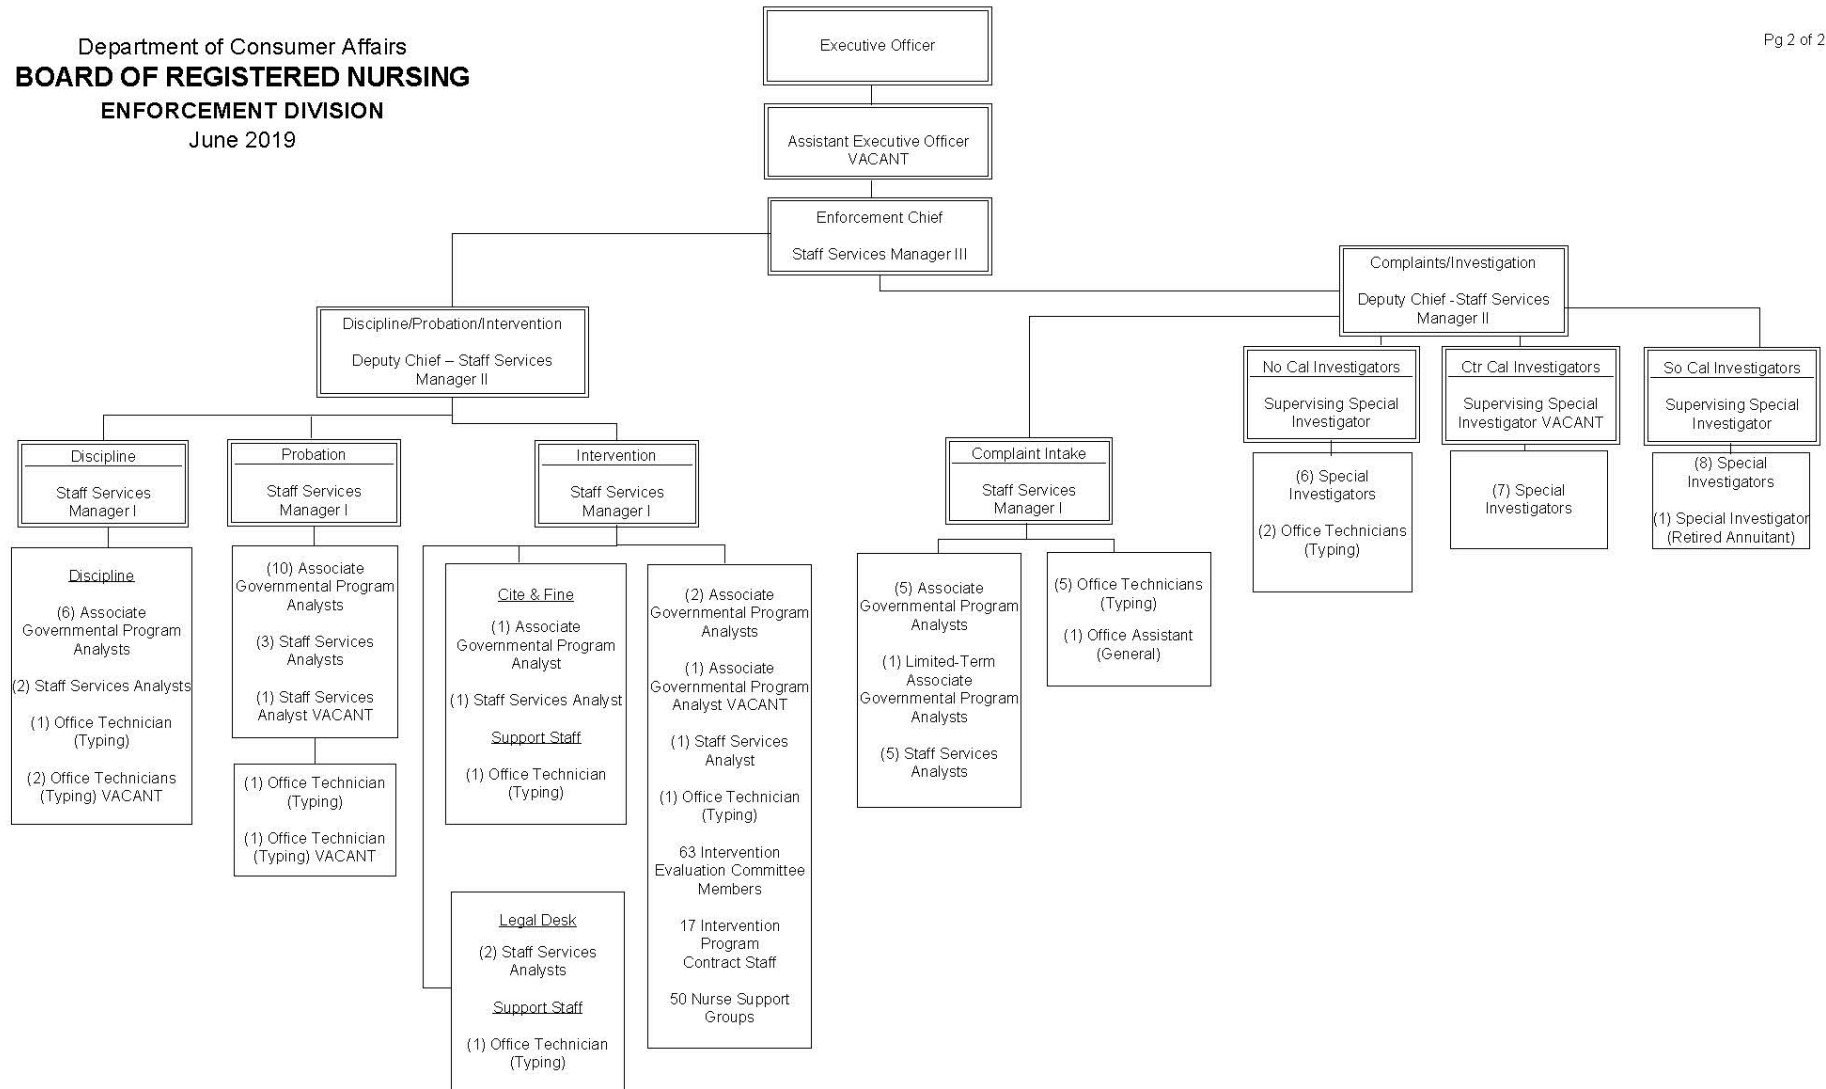 Department of Consumer Affairs
BOARD OF REGISTERED NURSING
ENFORCEMENT DIVISION
June 2019
Pg 2 of 2
Executive Officer
Assistant Executive Officer
VACANT
Enforcement Chief
Staff Services Manager III
Discipline/Probation/Intervention
Deputy Chief – Staff Services
Manager II
Discipline
Staff Services
Manager I
Discipline
(6) Associate
Governmental Program
Analysts
(2) Staff Services Analysts
(1) Office Technician
(Typing)
(2) Office Technicians
(Typing) VACANT
Probation
Staff Services
Manager I
(10) Associate
Governmental Program
Analysts
(3) Staff Services
Analysts
(1) Staff Services
Analyst VACANT
(1) Office Technician
(Typing)
(1) Office Technician
(Typing) VACANT
Intervention
Staff Services
Manager I
Cite & Fine
(1) Associate
Governmental Program
Analyst
(1) Staff Services Analyst
Support Staff
(1) Office Technician
(Typing)
Legal Desk
(2) Staff Services
Analysts
Support Staff
(1) Office Technician
(Typing)
(2) Associate
Governmental Program
Analysts
(1) Associate
Governmental Program
Analyst VACANT
(1) Staff Services
Analyst
(1) Office Technician
(Typing)
63 Intervention
Evaluation Committee
Members
17 Intervention
Program
Contract Staff
50 Nurse Support
Groups
Complaints/Investigation
Deputy Chief -Staff Services
Manager II
Complaint Intake
Staff Services
Manager I
(5) Associate
Governmental Program
Analysts
(1) Limited-Term
Associate
Governmental Program
Analysts
(5) Staff Services
Analysts
(5) Office Technicians
(Typing)
(1) Office Assistant
(General)
No Cal Investigators
Supervising Special
Investigator
(6) Special
Investigators
(2) Office Technicians
(Typing)
Ctr Cal Investigators
Supervising Special
Investigator VACANT
(7) Special
Investigators
So Cal Investigators
Supervising Special
Investigator
(8) Special
Investigators
(1) Special Investigator
(Retired Annuitant)